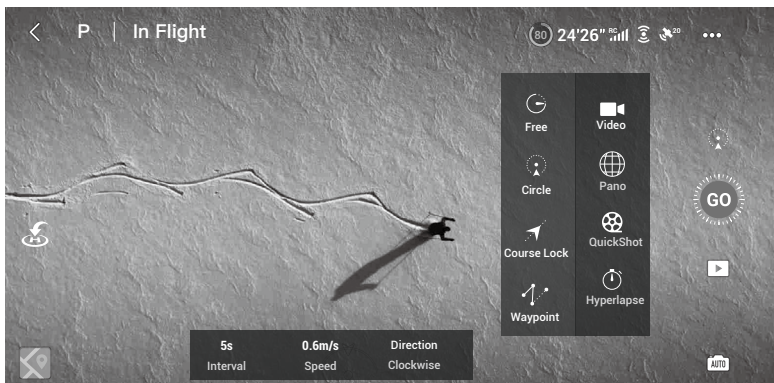 P | In Flight
80 24'26" RC 20
GO
Free
Video
Circle
Pano
Course Lock
QuickShot
Waypoint
Hyperlapse
H
5s
0.6m/s
Direction
Interval
Speed
Clockwise
AUTO